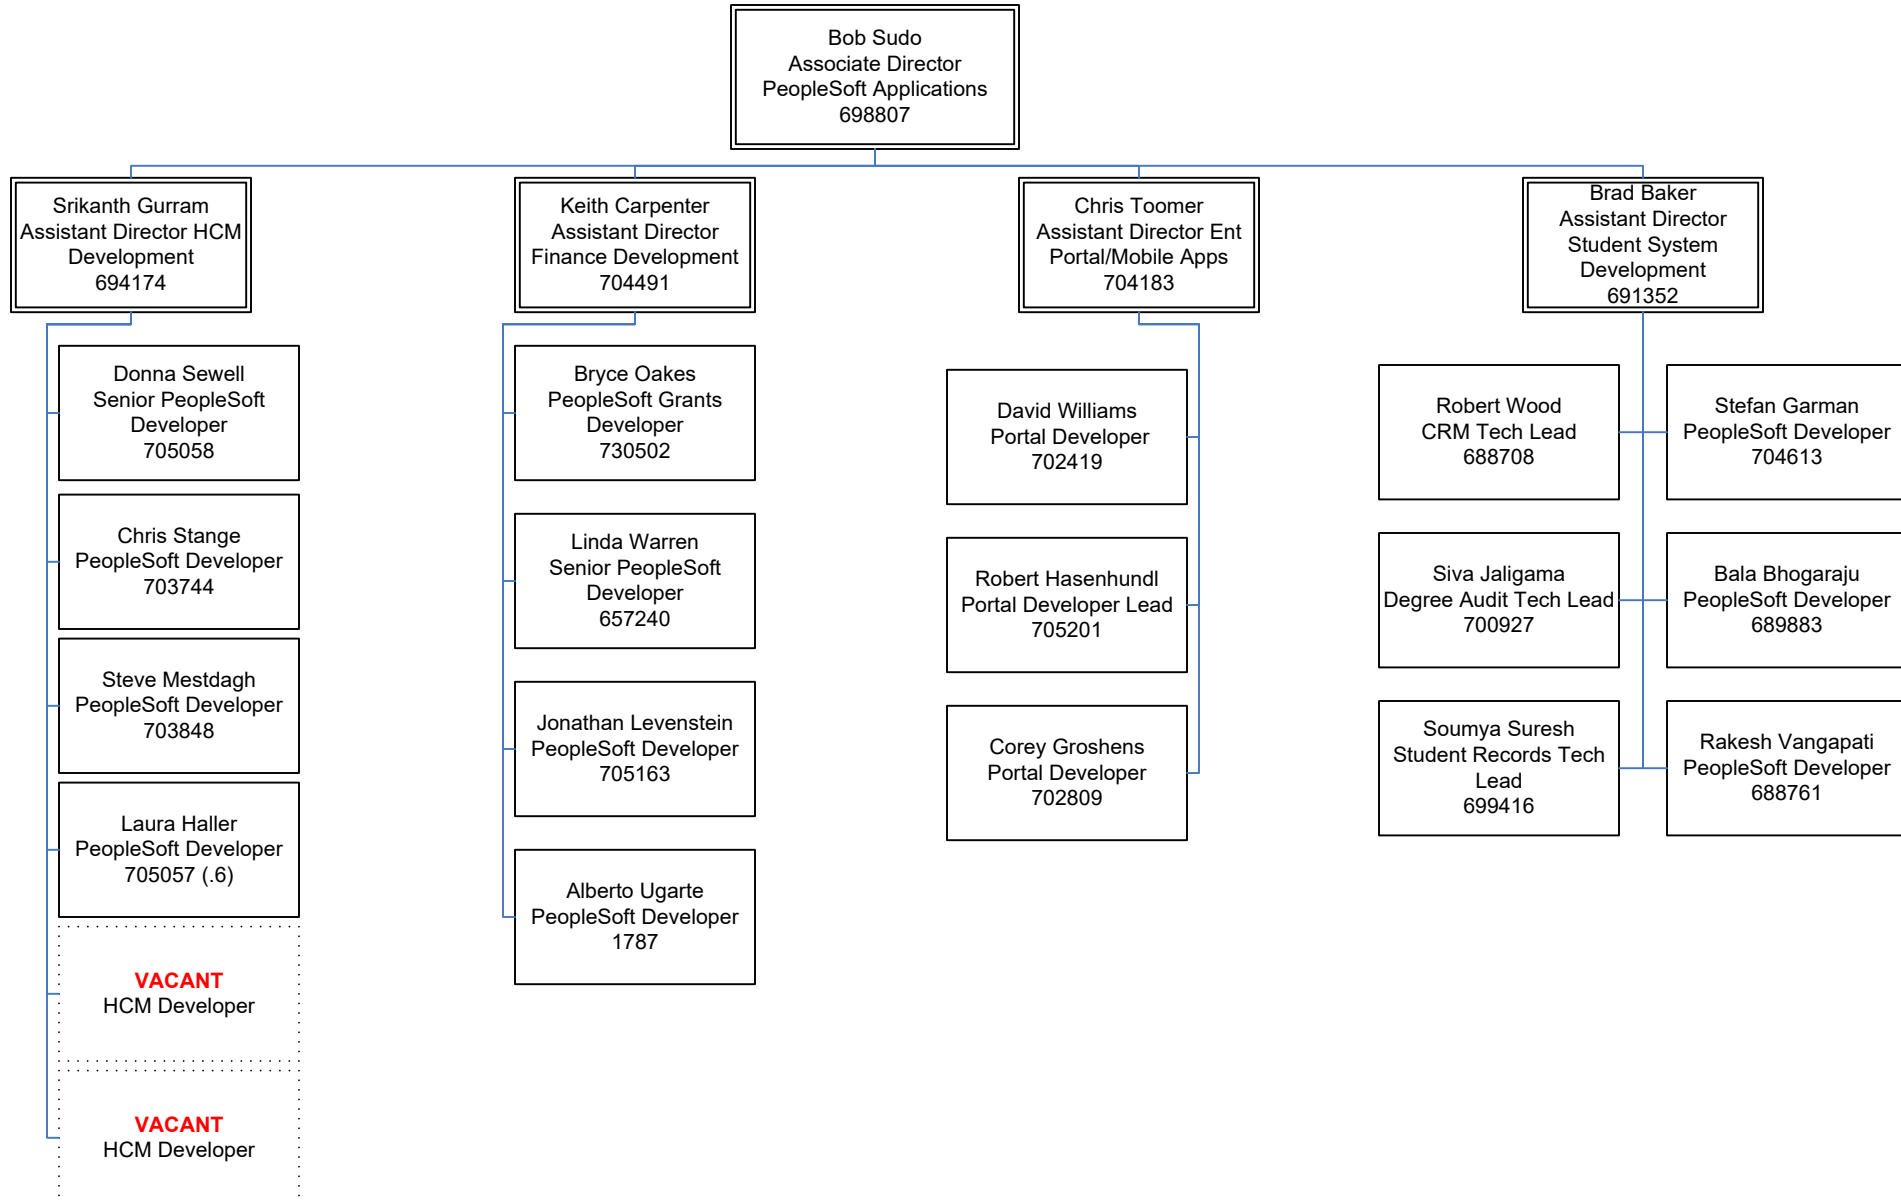 Bob Sudo
Associate Director
PeopleSoft Applications
698807
Srikanth Gurram
Assistant Director HCM
Development
694174
Keith Carpenter
Assistant Director
Finance Development
704491
Chris Toomer
Assistant Director Ent
Portal/Mobile Apps
704183
Brad Baker
Assistant Director
Student System
Development
691352
Donna Sewell
Senior PeopleSoft
Developer
705058
Chris Stange
PeopleSoft Developer
703744
Steve Mestdagh
PeopleSoft Developer
703848
Laura Haller
PeopleSoft Developer
705057 (.6)
VACANT
HCM Developer
VACANT
HCM Developer
Bryce Oakes
PeopleSoft Grants
Developer
730502
Linda Warren
Senior PeopleSoft
Developer
657240
Jonathan Levenstein
PeopleSoft Developer
705163
Alberto Ugarte
PeopleSoft Developer
1787
David Williams
Portal Developer
702419
Robert Hasenhundl
Portal Developer Lead
705201
Corey Groshens
Portal Developer
702809
Robert Wood
CRM Tech Lead
688708
Siva Jaligama
Degree Audit Tech Lead
700927
Soumya Suresh
Student Records Tech
Lead
699416
Stefan Garman
PeopleSoft Developer
704613
Bala Bhogaraju
PeopleSoft Developer
689883
Rakesh Vangapati
PeopleSoft Developer
688761